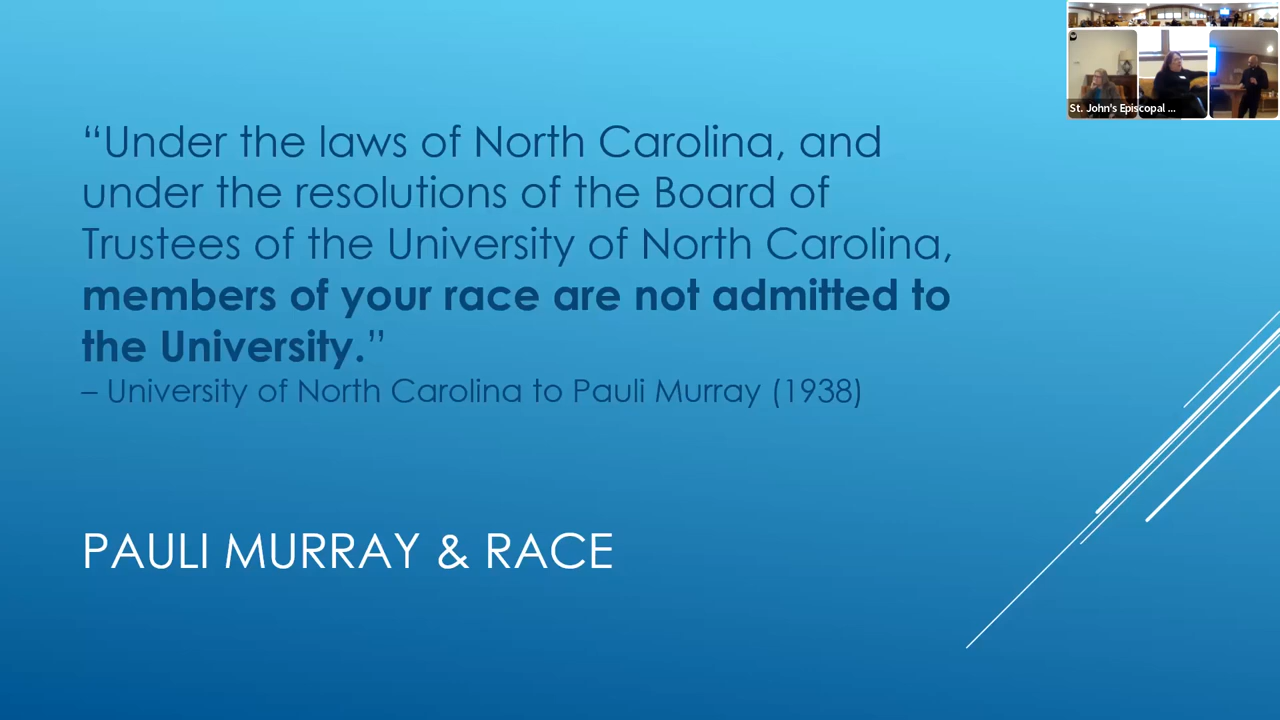 St. John's Episcopal ...
“Under the laws of North Carolina, and
under the resolutions of the Board of
Trustees of the University of North Carolina,
members of your race are not admitted to
the University.”
– University of North Carolina to Pauli Murray (1938)
PAULI MURRAY & RACE